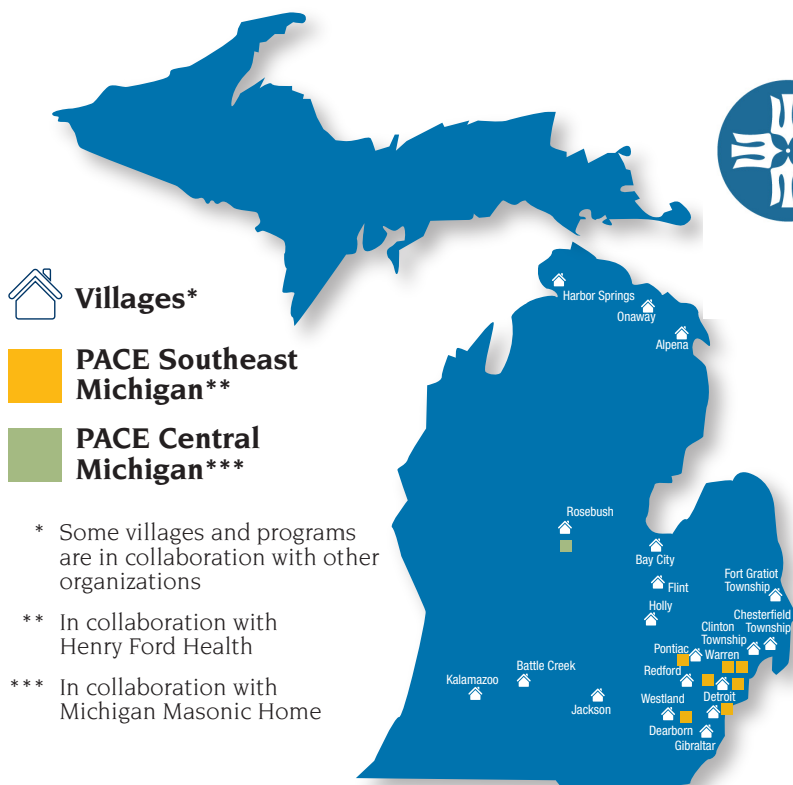 Villages*
PACE Southeast
Michigan**
PACE Central
Michigan***
* Some villages and programs
are in collaboration with other
organizations
** In collaboration with
Henry Ford Health
*** In collaboration with
Michigan Masonic Home
Harbor Springs
Onaway
Alpena
Rosebush
Bay City
Flint
Fort Gratiot
Township
Holly
Chesterfield
Township
Clinton
Township
Pontiac
Warren
Redford
Battle Creek
Kalamazoo
Jackson
Westland
Detroit
Dearborn
Gibraltar